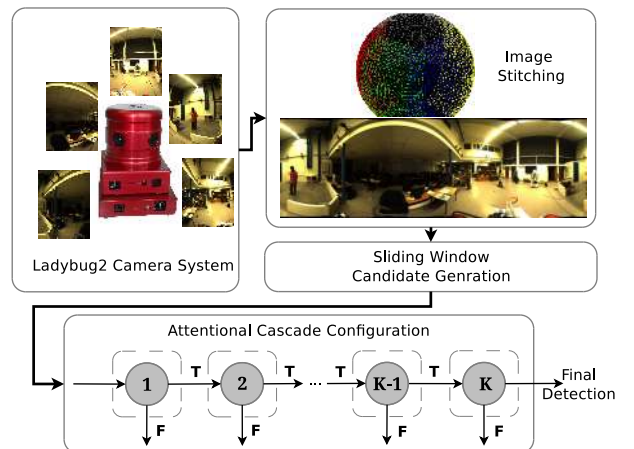 Image
Stitching
Ladybug2 Camera System
Sliding Window
Candidate Genration
Attentional Cascade Configuration
1 T 2 T ... T K-1 T K
Final
Detection
F F F F